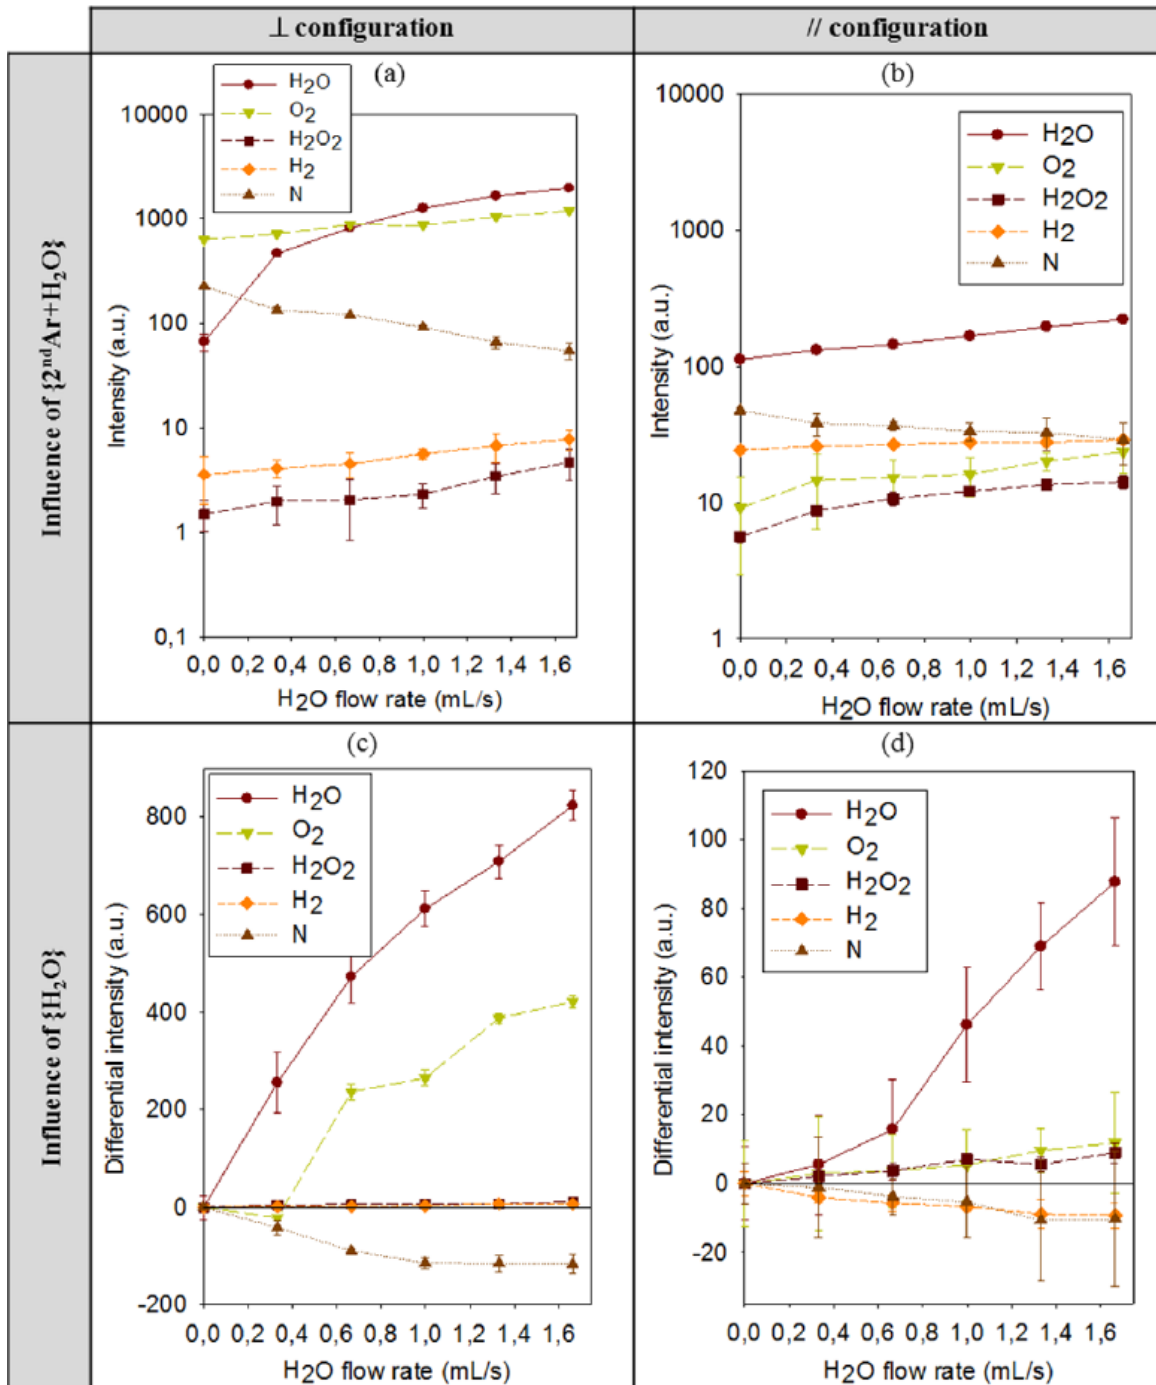 ⊥ configuration
// configuration
Influence of {2ndAr+H2O}
(a)
H2O
O2
H2O2
H2
N
10000
1000
100
10
1
0,1
Intensity (a.u.)
0,0 0,2 0,4 0,6 0,8 1,0 1,2 1,4 1,6
H2O flow rate (mL/s)
(b)
H2O
O2
H2O2
H2
N
10000
1000
100
10
1
Intensity (a.u.)
0,0 0,2 0,4 0,6 0,8 1,0 1,2 1,4 1,6
H2O flow rate (mL/s)
Influence of {H2O}
(c)
H2O
O2
H2O2
H2
N
800
600
400
200
0
-200
Differential intensity (a.u.)
0,0 0,2 0,4 0,6 0,8 1,0 1,2 1,4 1,6
H2O flow rate (mL/s)
(d)
H2O
O2
H2O2
H2
N
120
100
80
60
40
20
0
-20
Differential intensity (a.u.)
0,0 0,2 0,4 0,6 0,8 1,0 1,2 1,4 1,6
H2O flow rate (mL/s)